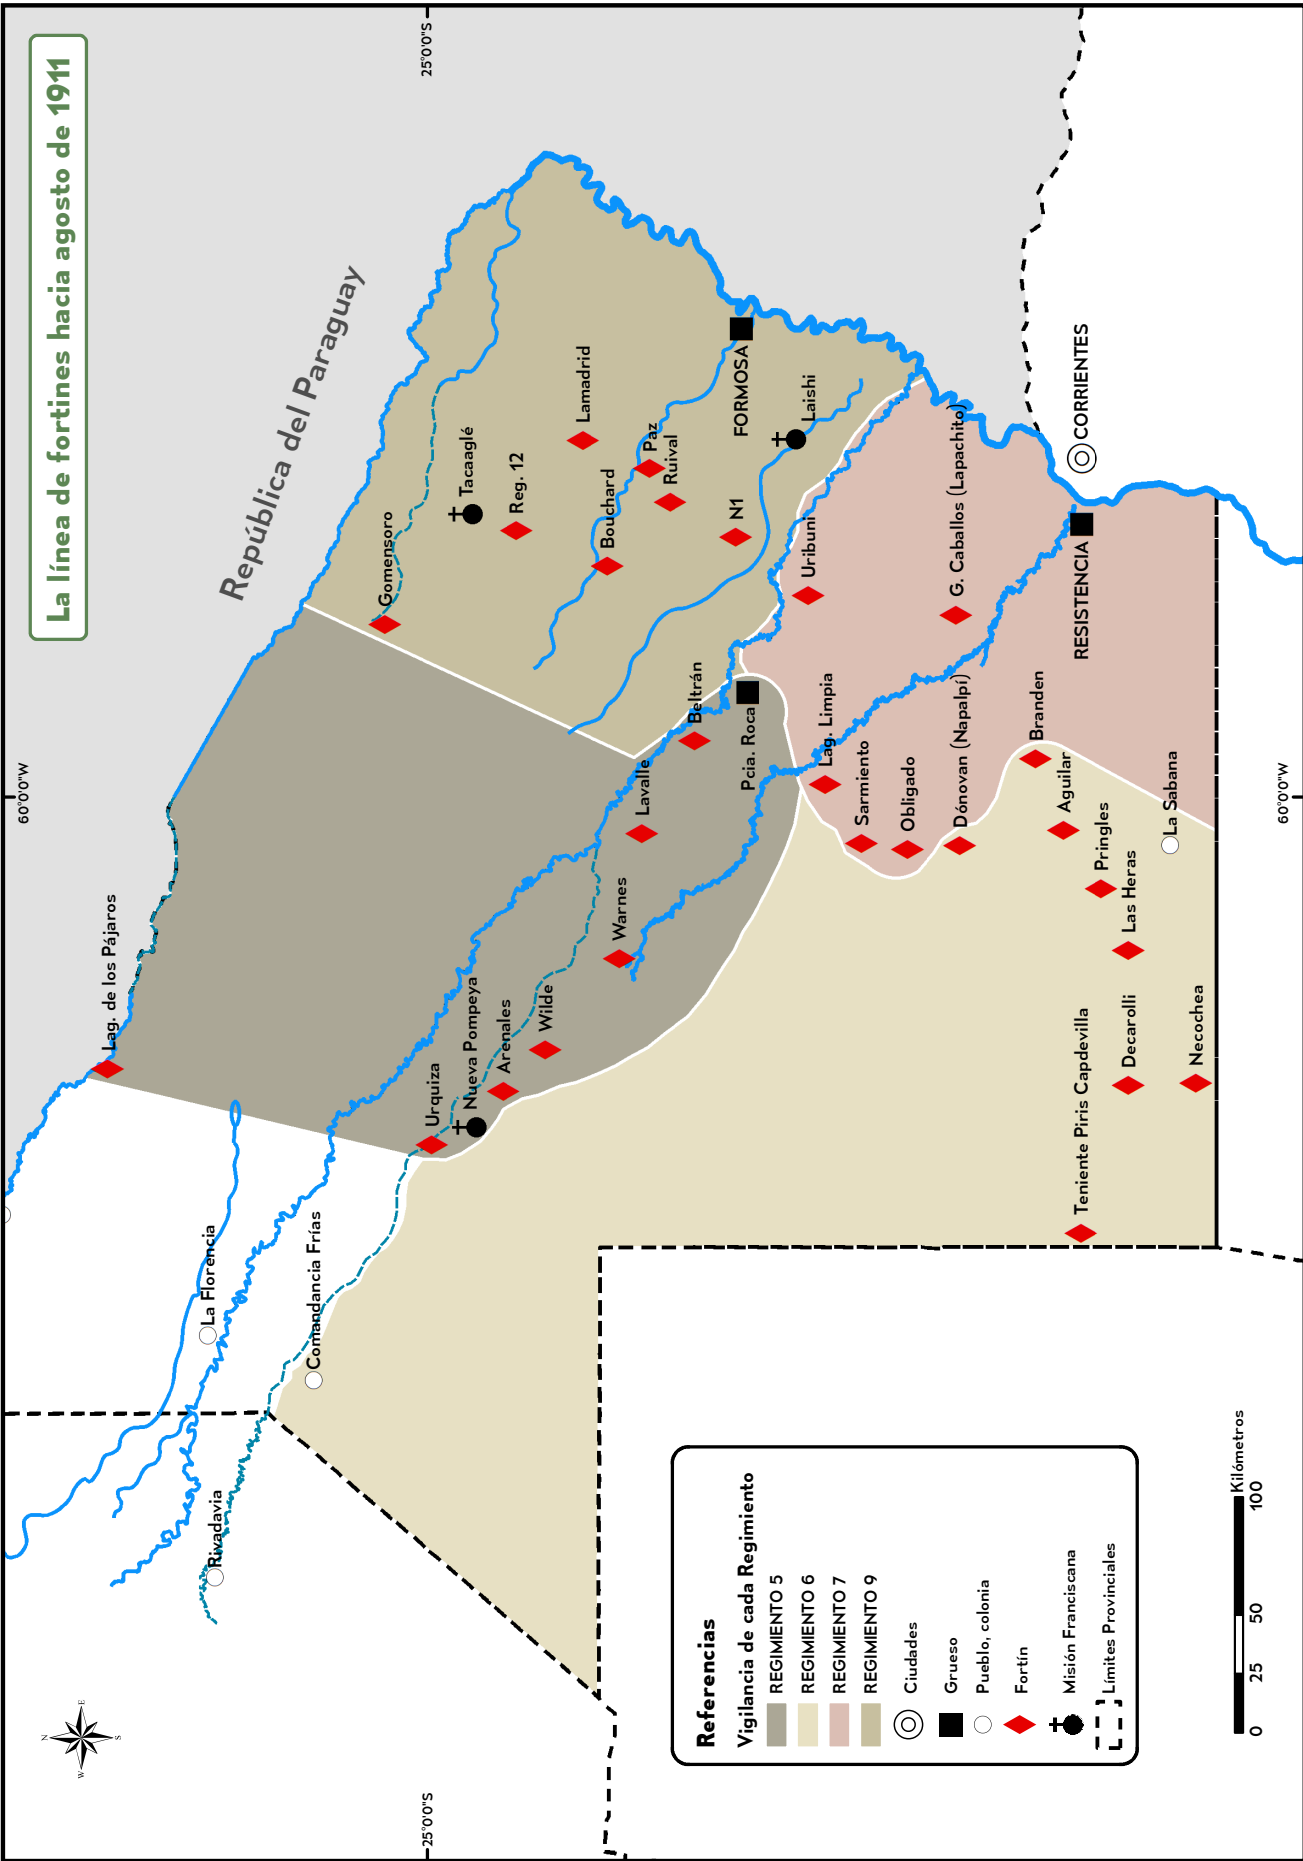 La línea de fortines hacia agosto de 1911
25°0'0"S
60°0'0"W
República del Paraguay
Lag. de los Pájaros
Gomensoro
Tacaaglé
Reg. 12
Lamadrid
Bouchard
Paz
Ruival
N1
FORMOSA
Laishi
Uribuni
G. Caballos (Lapachito)
CORRIENTES
RESISTENCIA
Beltrán
Pcia. Roca
Lavalle
Lag. Limpia
Sarmiento
Obligado
Dónovan (Napalpí)
Branden
Aguilar
Pringles
Las Heras
La Sabana
60°0'0"W
Warnes
Wilde
Arenales
Nueva Pompeya
Urquiza
Teniente Piris Capdevilla
Decarolli
Necochea
La Florencia
Comandancia Frías
Rivadavia
N
E
S
W
25°0'0"S
Referencias
Vigilancia de cada Regimiento
REGIMIENTO 5
REGIMIENTO 6
REGIMIENTO 7
REGIMIENTO 9
Ciudades
Grueso
Pueblo, colonia
Fortín
Misión Franciscana
Límites Provinciales
Kilómetros
0 25 50 100